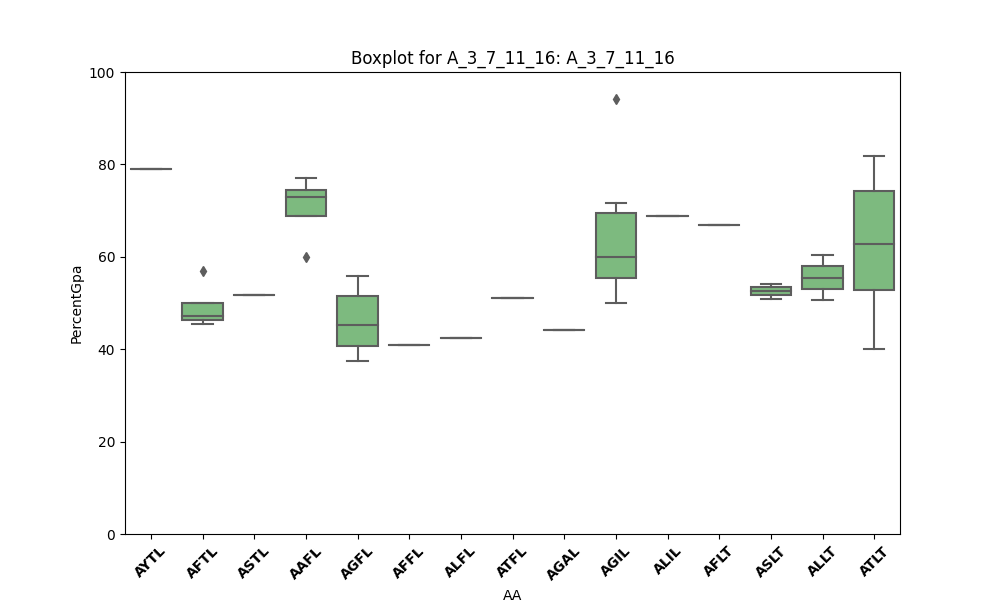 Boxplot for A_3_7_11_16: A_3_7_11_16
100
80
60
40
20
0
PercentGpa
AYTL
AFTL
ASTL
AAFL
AGFL
AFFL
ALFL
ATFL
AGAL
AGIL
ALIL
AFLT
ASLT
ALLT
ATLT
AA